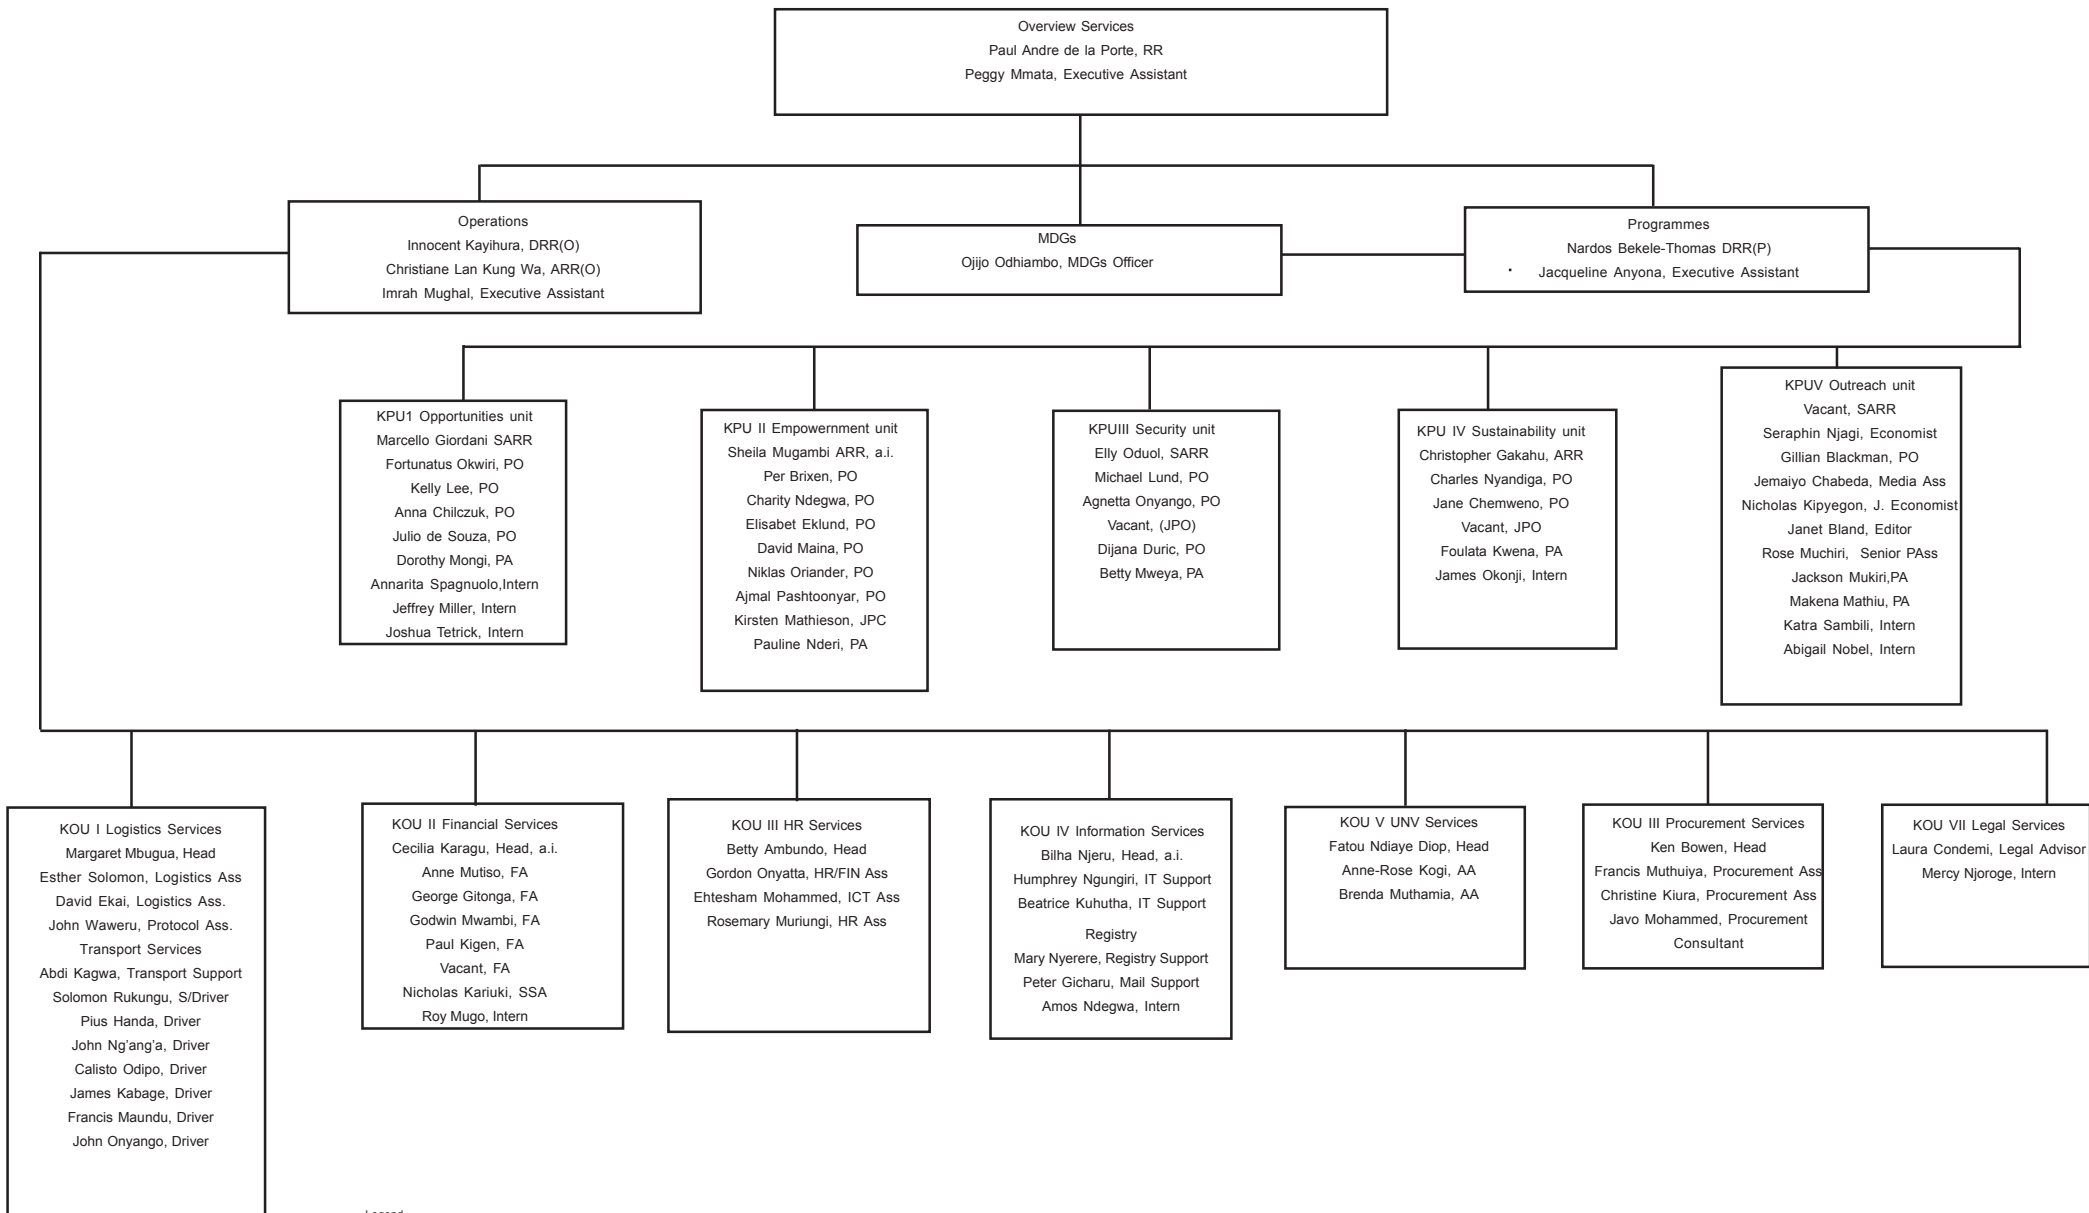 Overview Services
Paul Andre de la Porte, RR
Peggy Mmata, Executive Assistant
Operations
Innocent Kayihura, DRR(O)
Christiane Lan Kung Wa, ARR(O)
Imrah Mughal, Executive Assistant
MDGs
Ojijo Odhiambo, MDGs Officer
Programmes
Nardos Bekele-Thomas DRR(P)
Jacqueline Anyona, Executive Assistant
KPU1 Opportunities unit
Marcello Giordani SARR
Fortunatus Okwiri, PO
Kelly Lee, PO
Anna Chilczuk, PO
Julio de Souza, PO
Dorothy Mongi, PA
Annarita Spagnuolo,Intern
Jeffrey Miller, Intern
Joshua Tetrick, Intern
KPU II Empowernment unit
Sheila Mugambi ARR, a.i.
Per Brixen, PO
Charity Ndegwa, PO
Elisabet Eklund, PO
David Maina, PO
Niklas Oriander, PO
Ajmal Pashtoonyar, PO
Kirsten Mathieson, JPC
Pauline Nderi, PA
KPUIII Security unit
Elly Oduol, SARR
Michael Lund, PO
Agnetta Onyango, PO
Vacant, (JPO)
Dijana Duric, PO
Betty Mweya, PA
KPU IV Sustainability unit
Christopher Gakahu, ARR
Charles Nyandiga, PO
Jane Chemweno, PO
Vacant, JPO
Foulata Kwena, PA
James Okonji, Intern
KPUV Outreach unit
Vacant, SARR
Seraphin Njagi, Economist
Gillian Blackman, PO
Jemaiyo Chabeda, Media Ass
Nicholas Kipyegon, J. Economist
Janet Bland, Editor
Rose Muchiri, Senior PAss
Jackson Mukiri,PA
Makena Mathiu, PA
Katra Sambili, Intern
Abigail Nobel, Intern
KOU I Logistics Services
Margaret Mbugua, Head
Esther Solomon, Logistics Ass
David Ekai, Logistics Ass.
John Waweru, Protocol Ass.
Transport Services
Abdi Kagwa, Transport Support
Solomon Rukungu, S/Driver
Pius Handa, Driver
John Ng'ang'a, Driver
Calisto Odipo, Driver
James Kabage, Driver
Francis Maundu, Driver
John Onyango, Driver
KOU II Financial Services
Cecilia Karagu, Head, a.i.
Anne Mutiso, FA
George Gitonga, FA
Godwin Mwambi, FA
Paul Kigen, FA
Vacant, FA
Nicholas Kariuki, SSA
Roy Mugo, Intern
KOU III HR Services
Betty Ambundo, Head
Gordon Onyatta, HR/FIN Ass
Ehtesham Mohammed, ICT Ass
Rosemary Muriungi, HR Ass
KOU IV Information Services
Bilha Njeru, Head, a.i.
Humphrey Ngungiri, IT Support
Beatrice Kuhutha, IT Support
Registry
Mary Nyerere, Registry Support
Peter Gicharu, Mail Support
Amos Ndegwa, Intern
KOU V UNV Services
Fatou Ndiaye Diop, Head
Anne-Rose Kogi, AA
Brenda Muthamia, AA
KOU III Procurement Services
Ken Bowen, Head
Francis Muthuiya, Procurement Ass
Christine Kiura, Procurement Ass
Javo Mohammed, Procurement
Consultant
KOU VII Legal Services
Laura Condemi, Legal Advisor
Mercy Njoroge, Intern